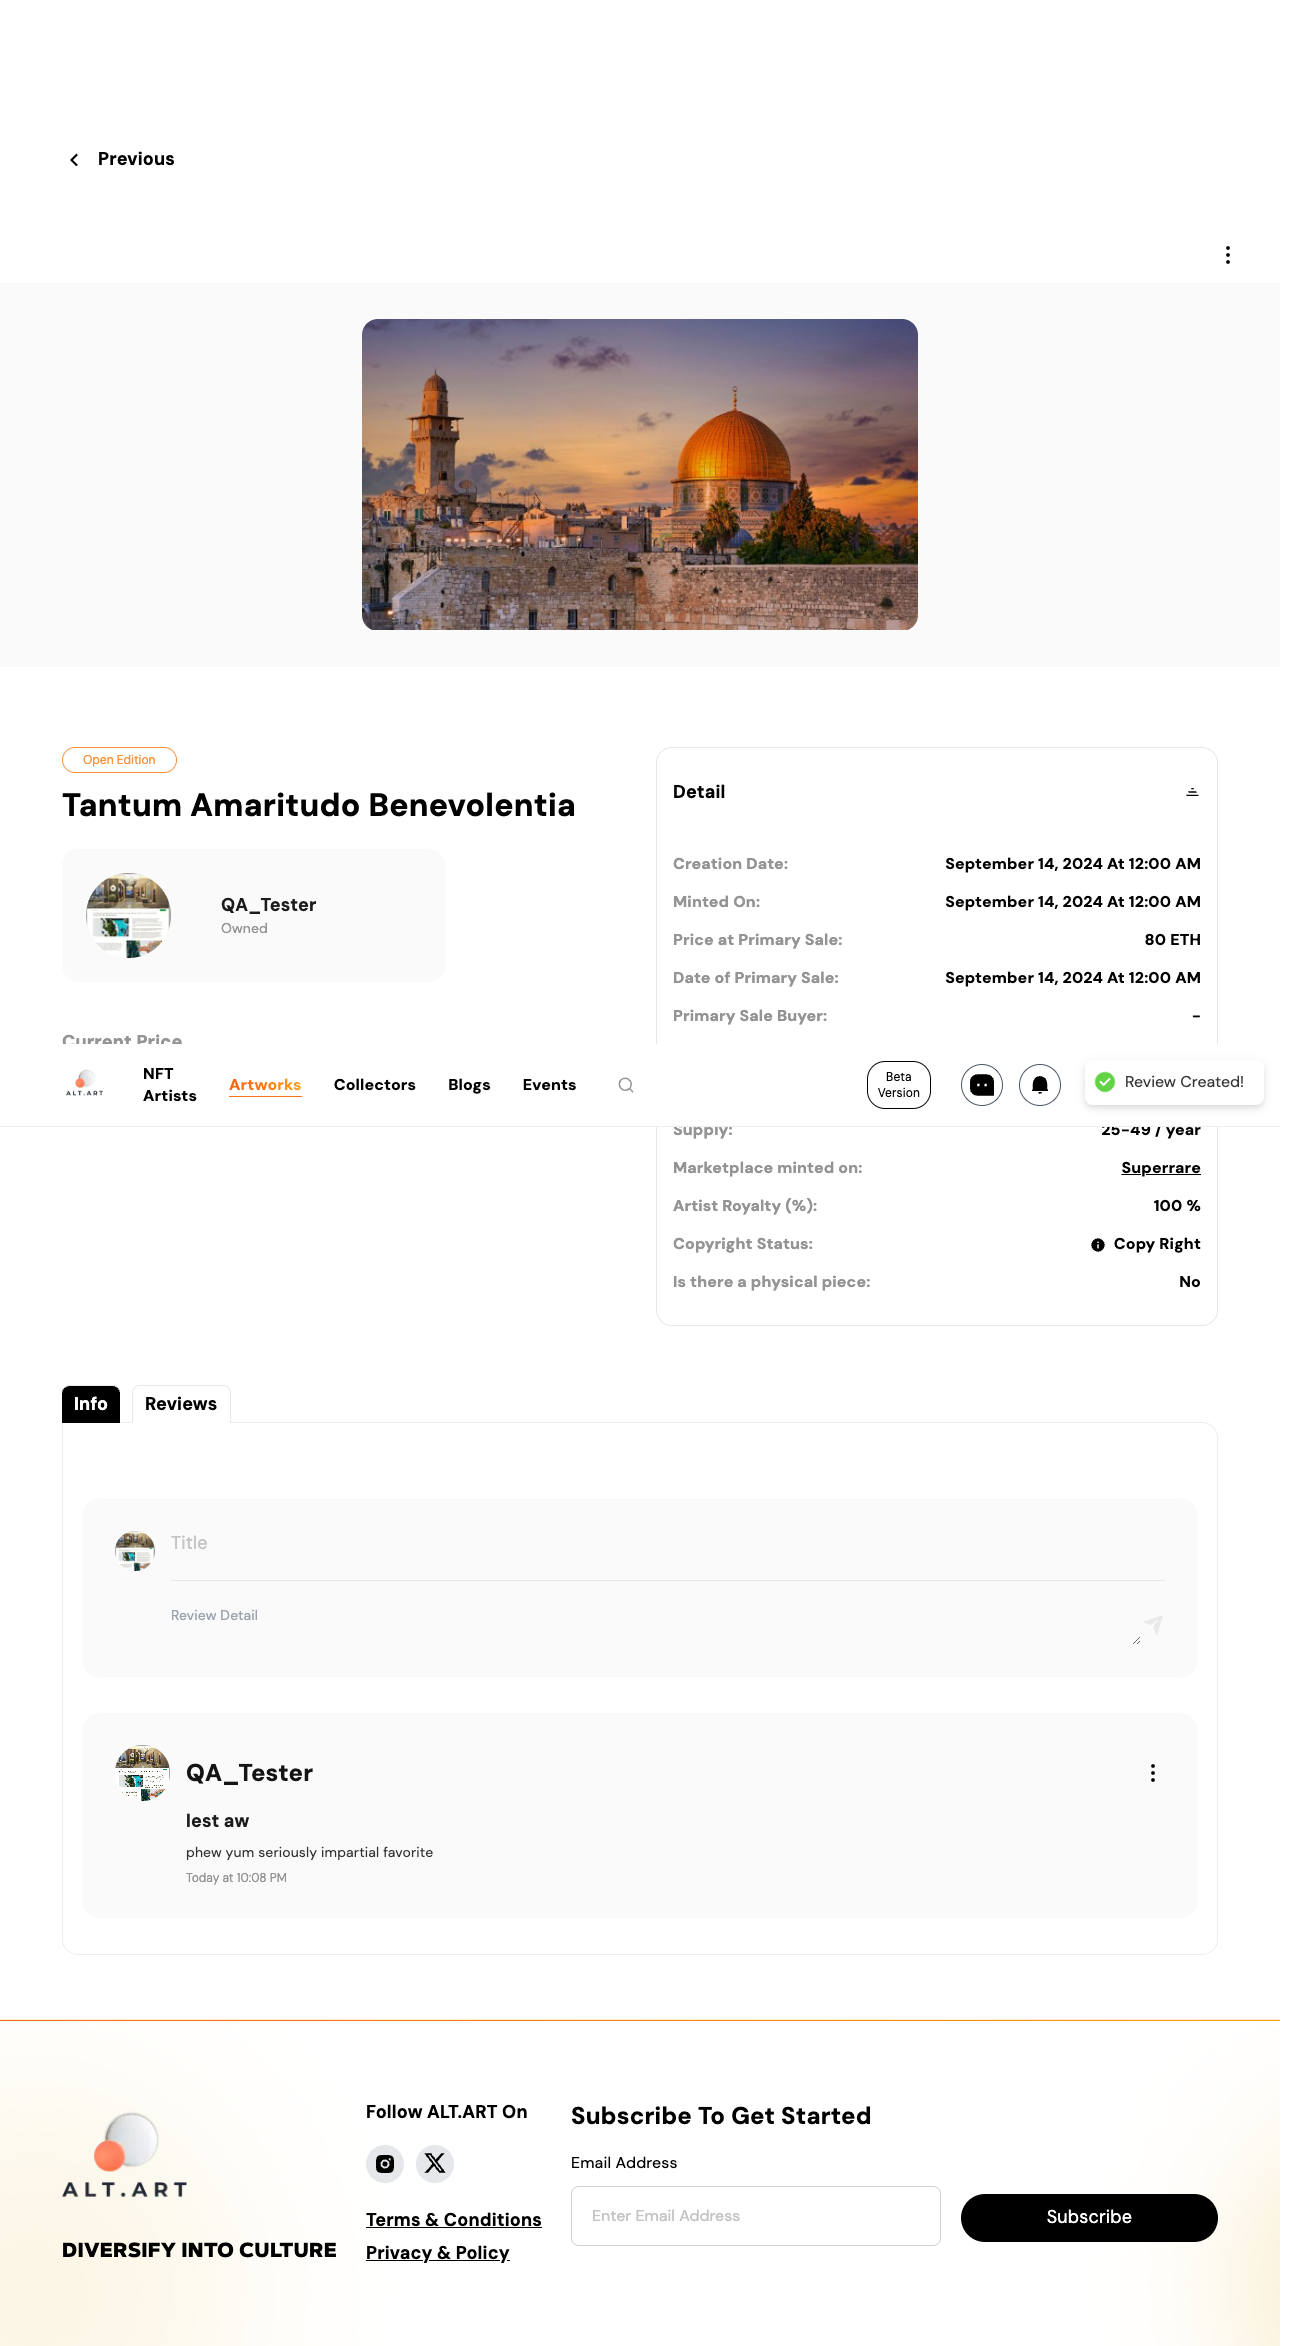 Previous
Open Edition
Tantum Amaritudo Benevolentia
QA_Tester
Owned
Current Price
Detail
Creation Date: September 14, 2024 At 12:00 AM
Minted On: September 14, 2024 At 12:00 AM
Price at Primary Sale: 80 ETH
Date of Primary Sale: September 14, 2024 At 12:00 AM
Primary Sale Buyer: -
ALT.ART
NFT
Artists
Artworks
Collectors
Blogs
Events
Beta
Version
Review Created!
Supply: 25-49 / year
Marketplace minted on: Superrare
Artist Royalty (%): 100 %
Copyright Status: Copy Right
Is there a physical piece: No
Info
Reviews
Title
Review Detail
QA_Tester
lest aw
phew yum seriously impartial favorite
Today at 10:08 PM
ALT.ART
DIVERSIFY INTO CULTURE
Follow ALT.ART On
Terms & Conditions
Privacy & Policy
Subscribe To Get Started
Email Address
Enter Email Address
Subscribe